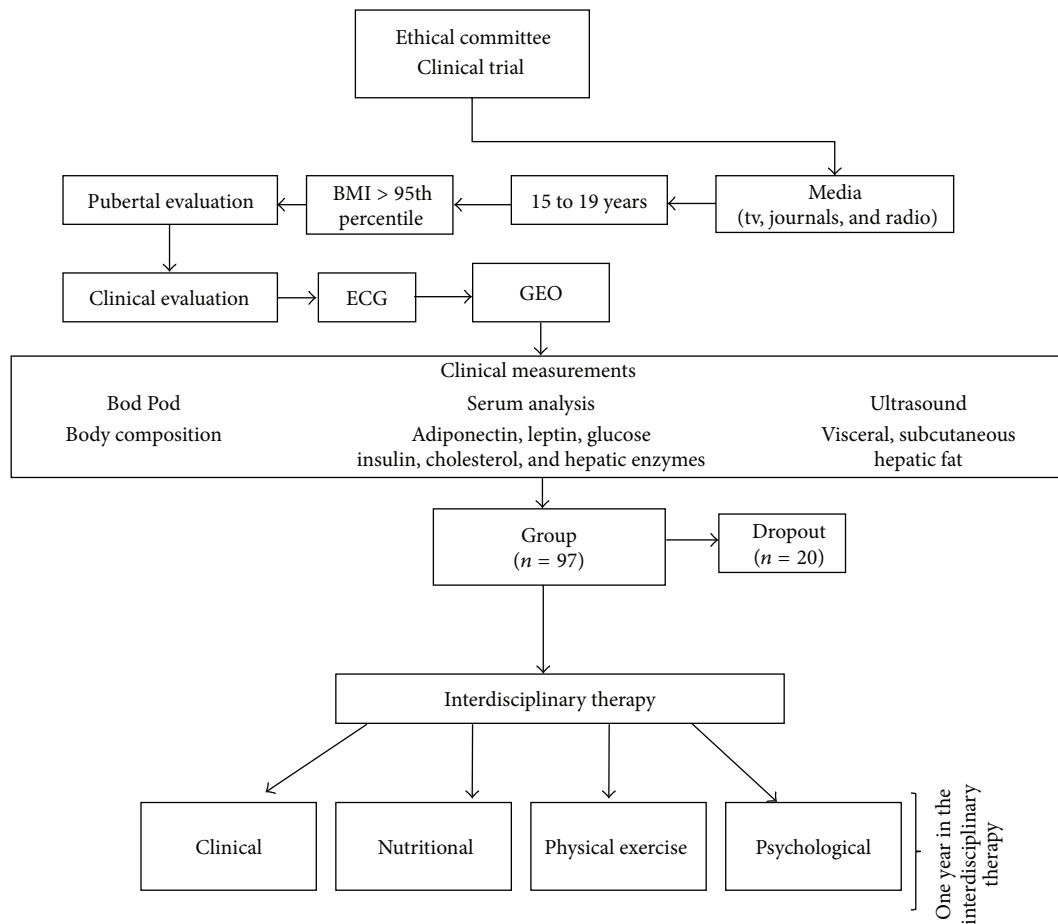 Ethical committee
Clinical trial
Media
(tv, journals, and radio)
15 to 19 years
BMI > 95th
percentile
Pubertal evaluation
Clinical evaluation
ECG
GEO
Clinical measurements
Bod Pod
Body composition
Serum analysis
Adiponectin, leptin, glucose
insulin, cholesterol, and hepatic enzymes
Ultrasound
Visceral, subcutaneous
hepatic fat
Group
(n = 97)
Dropout
(n = 20)
Interdisciplinary therapy
Clinical
Nutritional
Physical exercise
Psychological
One year in the
interdisciplinary
therapy